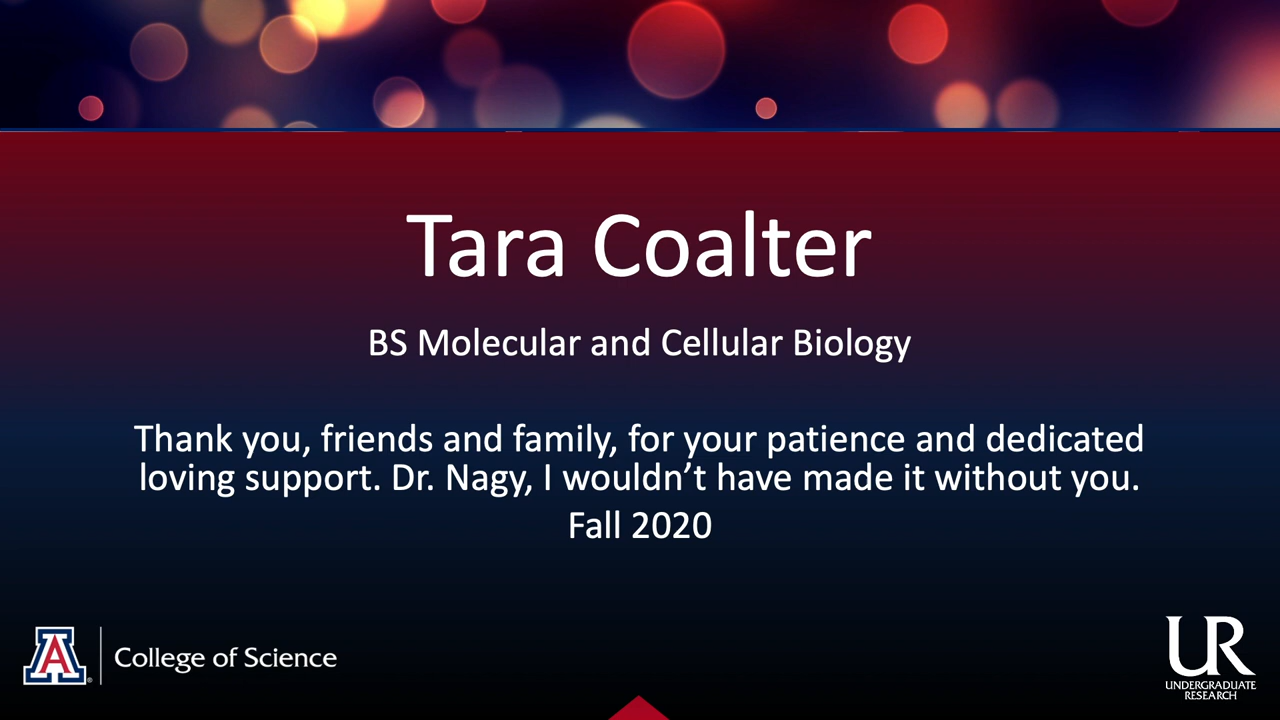 Tara Coalter
BS Molecular and Cellular Biology
Thank you, friends and family, for your patience and dedicated
loving support. Dr. Nagy, I wouldn’t have made it without you.
Fall 2020
A
College of Science
UR
UNDERGRADUATE
RESEARCH